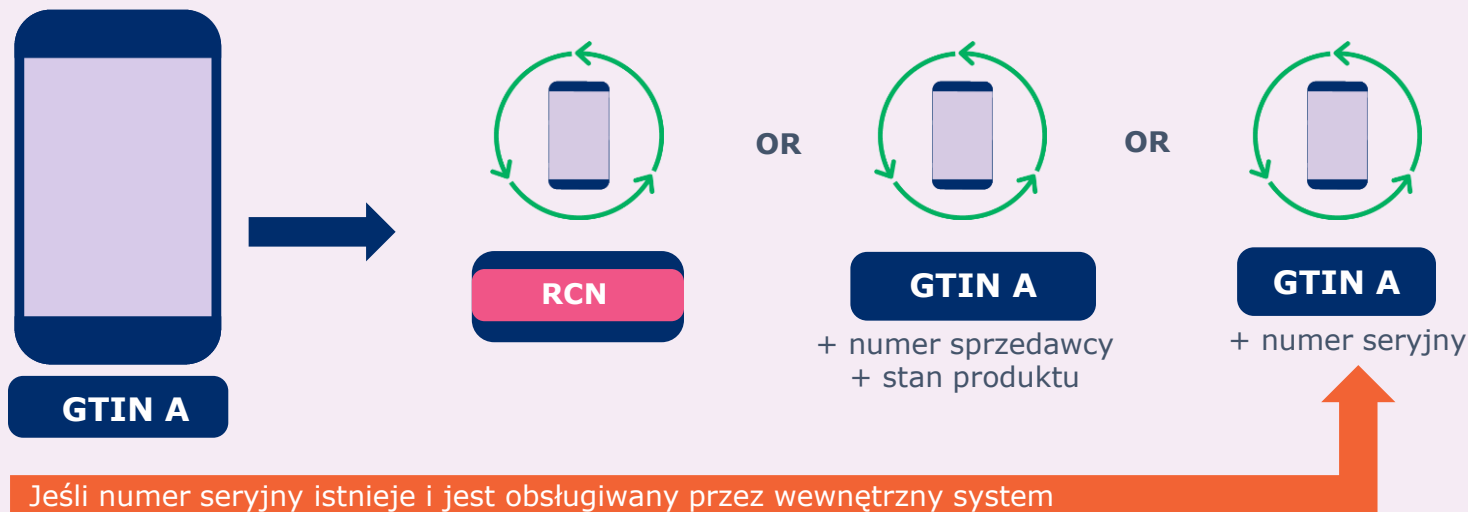 OR
OR
RCN
GTIN A
GTIN A
+ numer sprzedawcy
+ stan produktu
+ numer seryjny
GTIN A
Jeśli numer seryjny istnieje i jest obsługiwany przez wewnętrzny system